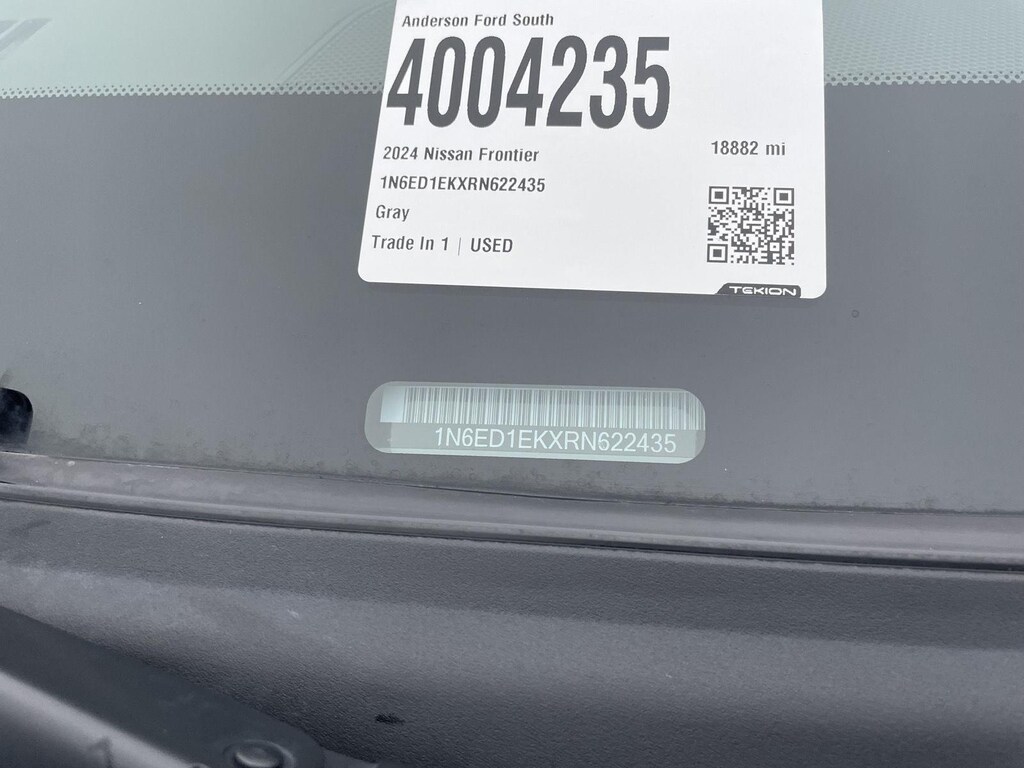 Anderson Ford South
4004235
2024 Nissan Frontier
18882 mi
1N6ED1EKXRN622435
Gray
Trade In 1 | USED
TEKION
1N6ED1EKXRN622435